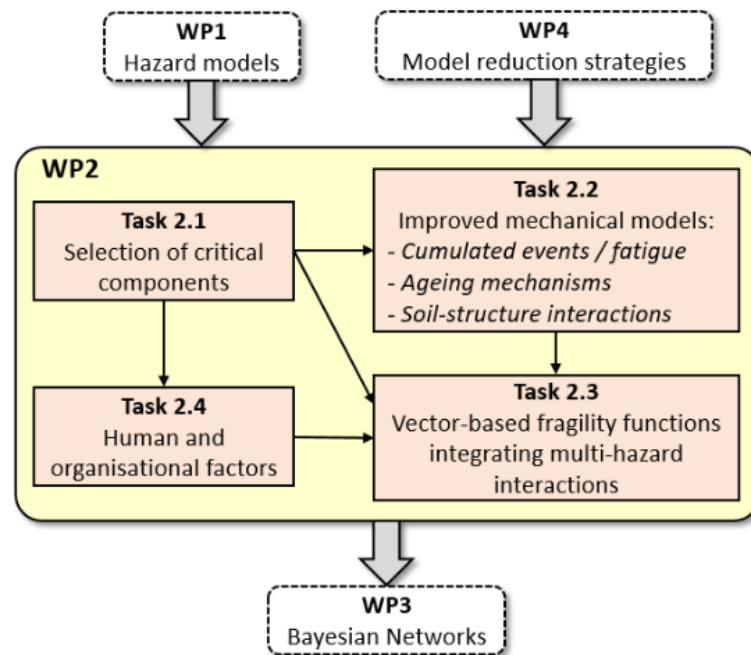 WP1
Hazard models
WP4
Model reduction strategies
WP2
Task 2.1
Selection of critical
components
Task 2.2
Improved mechanical models:
- Cumulated events / fatigue
- Ageing mechanisms
- Soil-structure interactions
Task 2.4
Human and
organisational factors
Task 2.3
Vector-based fragility functions
integrating multi-hazard
interactions
WP3
Bayesian Networks